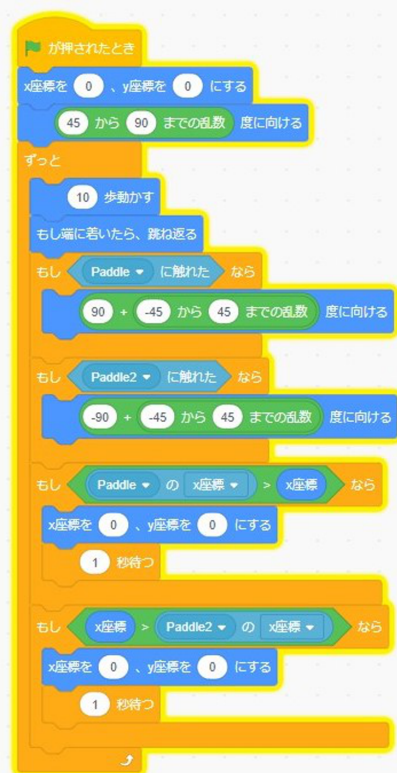 が押されたとき
x座標を 0 、y座標を 0 にする
45 から 90 までの乱数 度に向ける
ずっと
10 歩動かす
もし端に着いたら、跳ね返る
もし Paddle に触れた なら
90 + -45 から 45 までの乱数 度に向ける
もし Paddle2 に触れた なら
-90 + -45 から 45 までの乱数 度に向ける
もし Paddle の x座標 > x座標 なら
x座標を 0 、y座標を 0 にする
1 秒待つ
もし x座標 > Paddle2 の x座標 なら
x座標を 0 、y座標を 0 にする
1 秒待つ